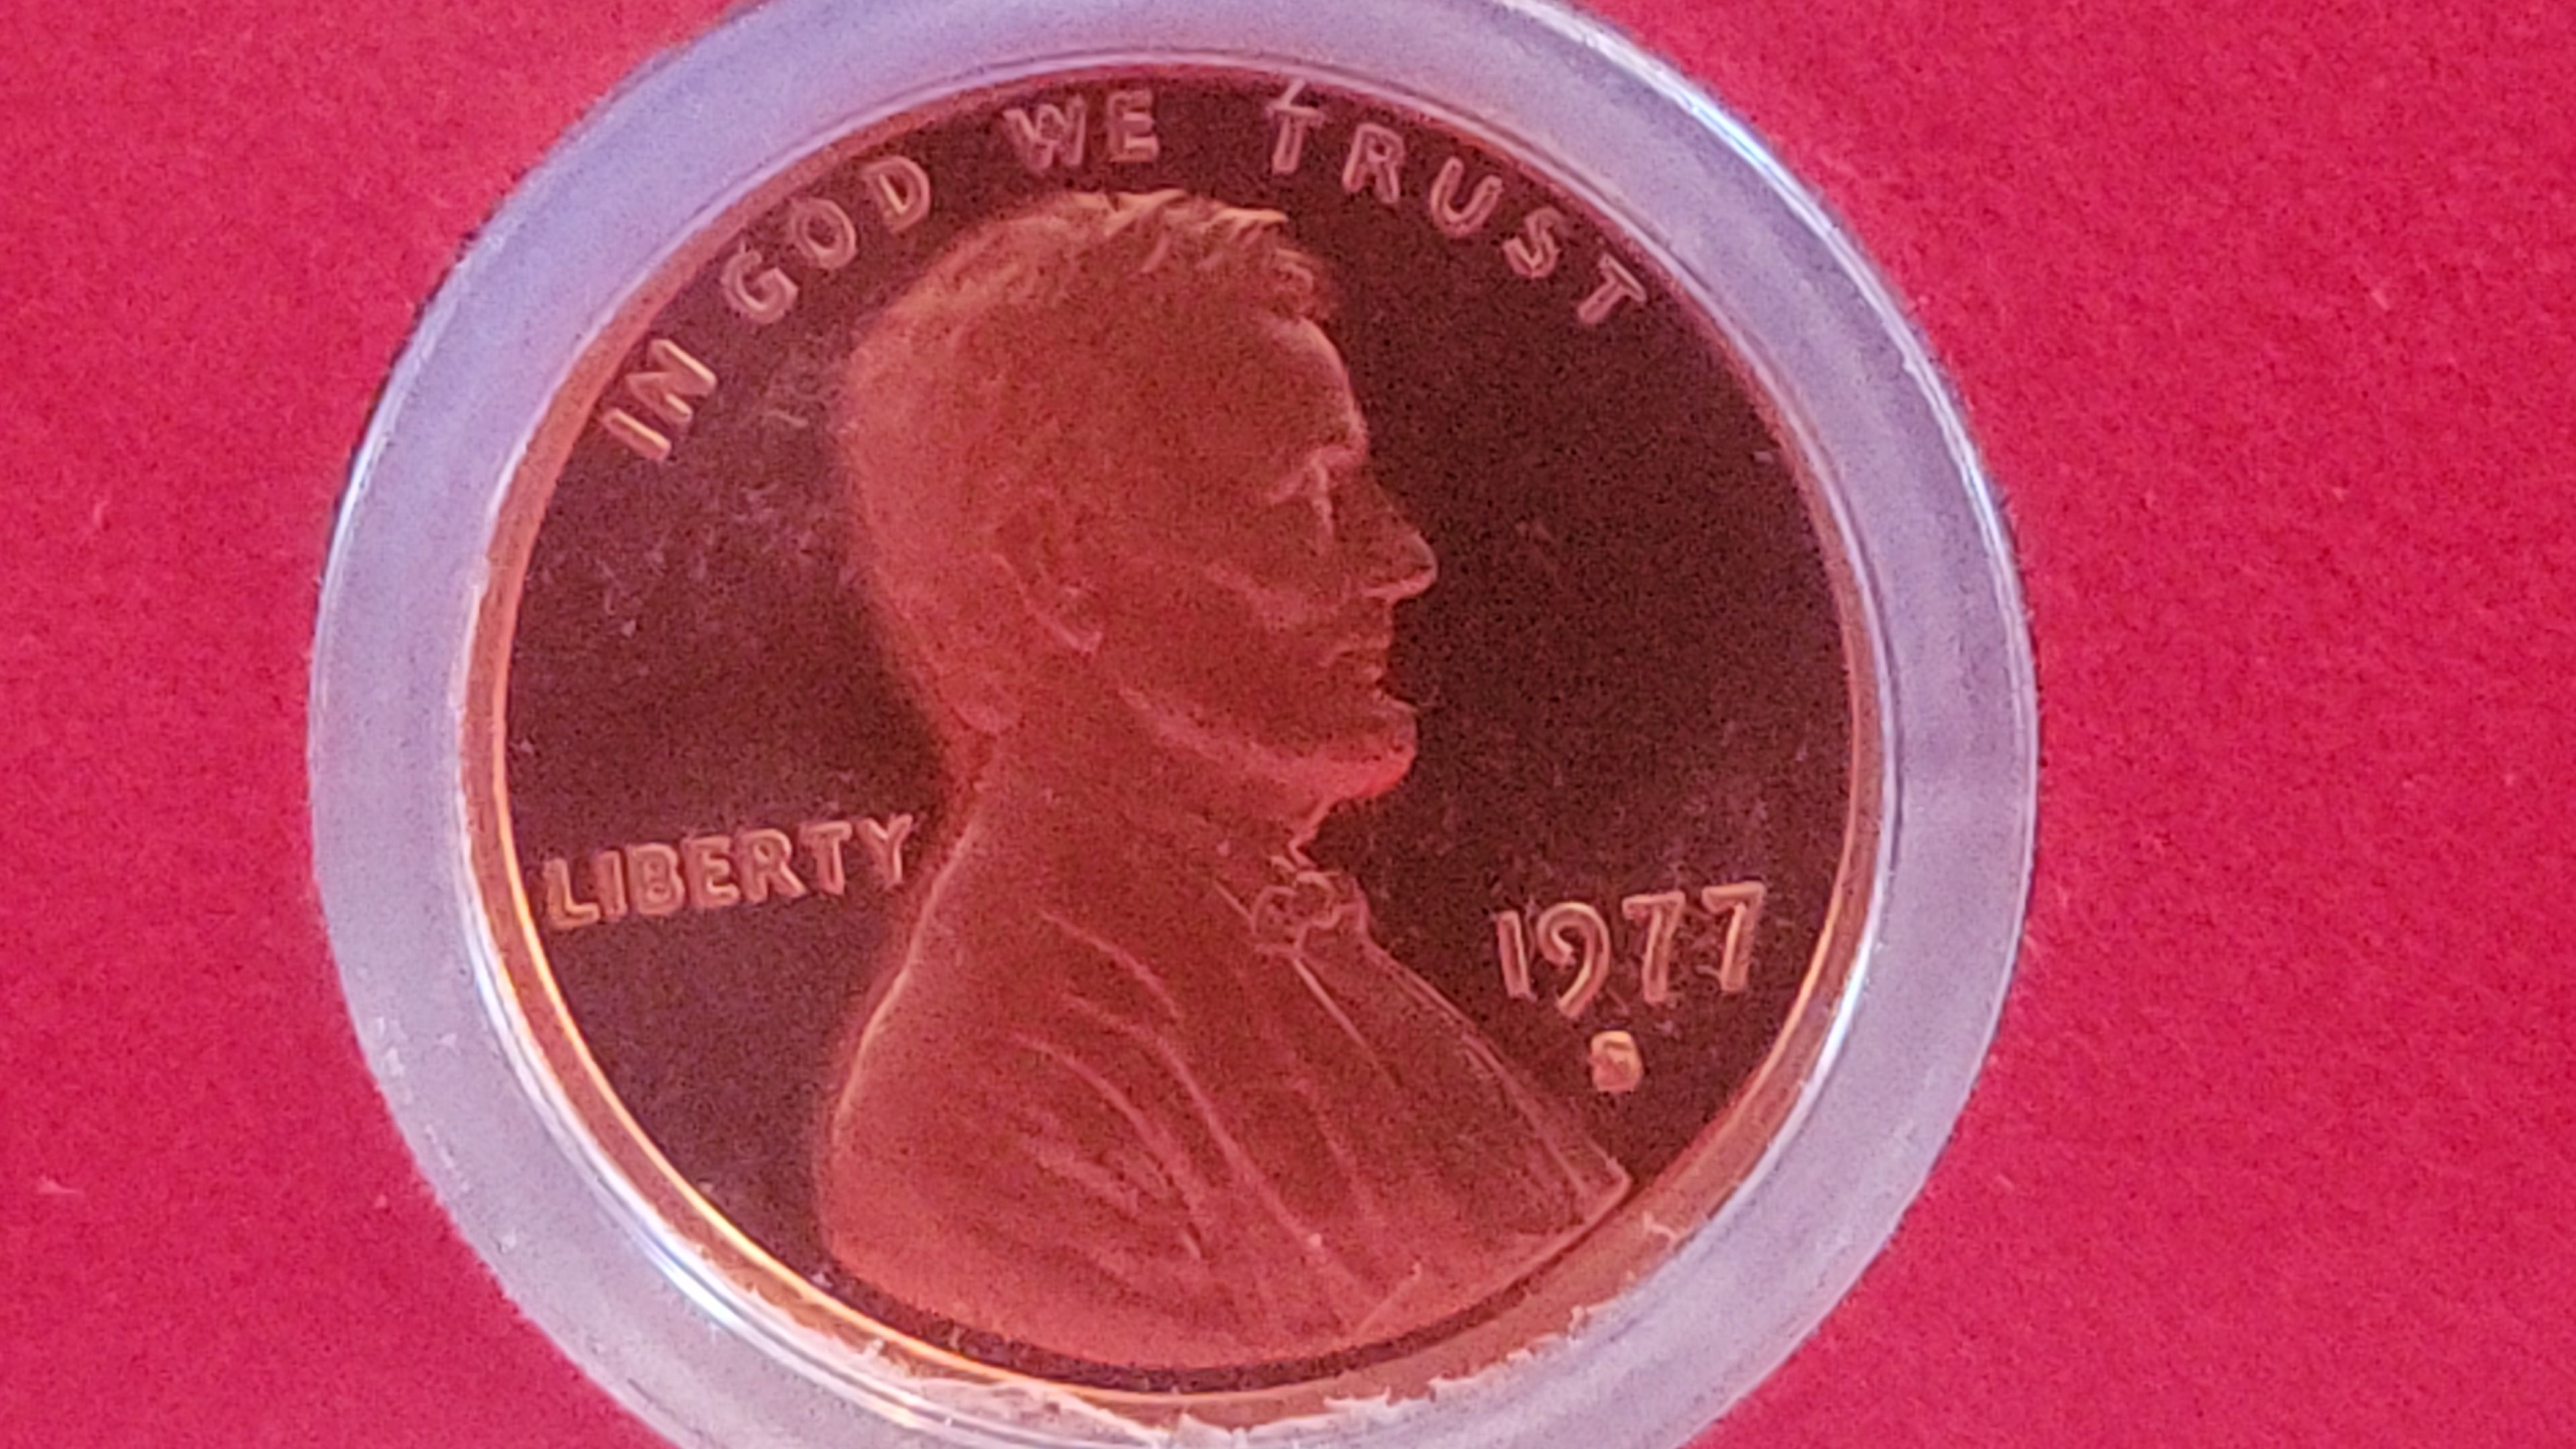 IN GOD WE TRUST
LIBERTY
1977
S